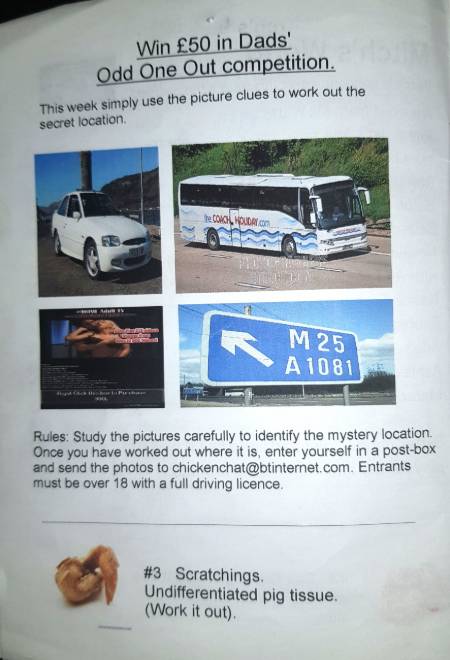 Win £50 in Dads'
Odd One Out competition.
This week simply use the picture clues to work out the
secret location.
the COACH HOLIDAY.com
M 25
A 1081
Rules: Study the pictures carefully to identify the mystery location.
Once you have worked out where it is, enter yourself in a post-box
and send the photos to chickenchat@btinternet.com. Entrants
must be over 18 with a full driving licence.
#3 Scratchings.
Undifferentiated pig tissue.
(Work it out).